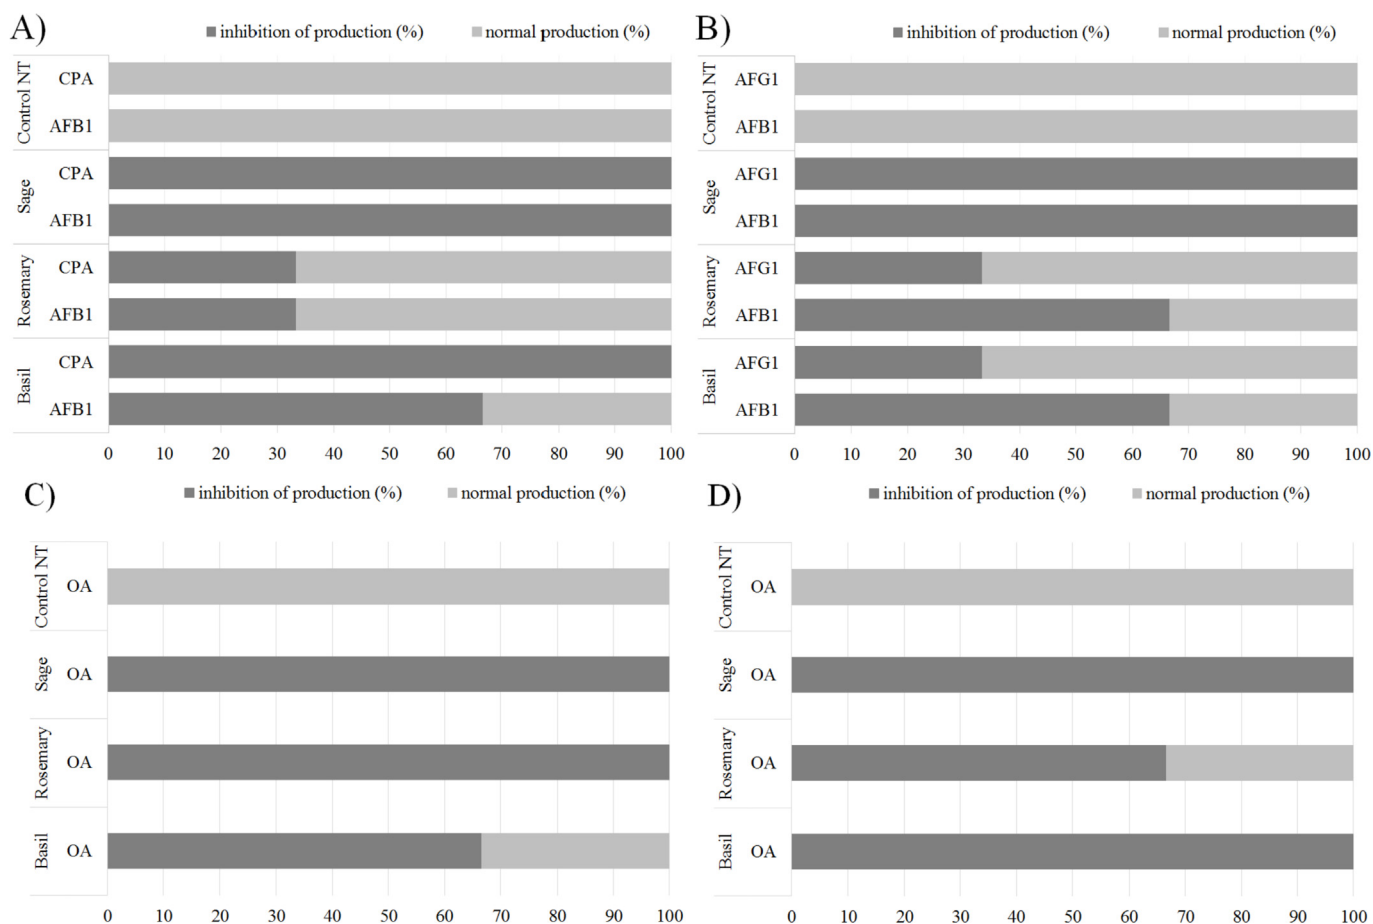 A)
inhibition of production (%) normal production (%)
Control NT
CPA
AFB1
Sage
CPA
AFB1
Rosemary
CPA
AFB1
Basil
CPA
AFB1
0 10 20 30 40 50 60 70 80 90 100
B)
inhibition of production (%) normal production (%)
Control NT
AFG1
AFB1
Sage
AFG1
AFB1
Rosemary
AFG1
AFB1
Basil
AFG1
AFB1
0 10 20 30 40 50 60 70 80 90 100
C)
inhibition of production (%) normal production (%)
Control NT
OA
Sage
OA
Rosemary
OA
Basil
OA
0 10 20 30 40 50 60 70 80 90 100
D)
inhibition of production (%) normal production (%)
Control NT
OA
Sage
OA
Rosemary
OA
Basil
OA
0 10 20 30 40 50 60 70 80 90 100